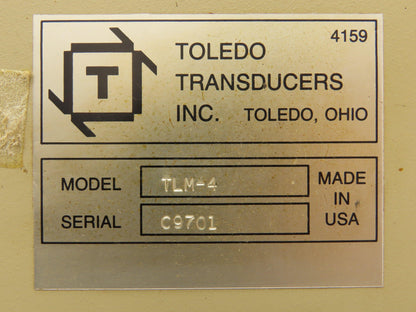 4159
T
TOLEDO
TRANSDUCERS
INC. TOLEDO, OHIO
MODEL TLM-4
SERIAL C9701
MADE
IN
USA